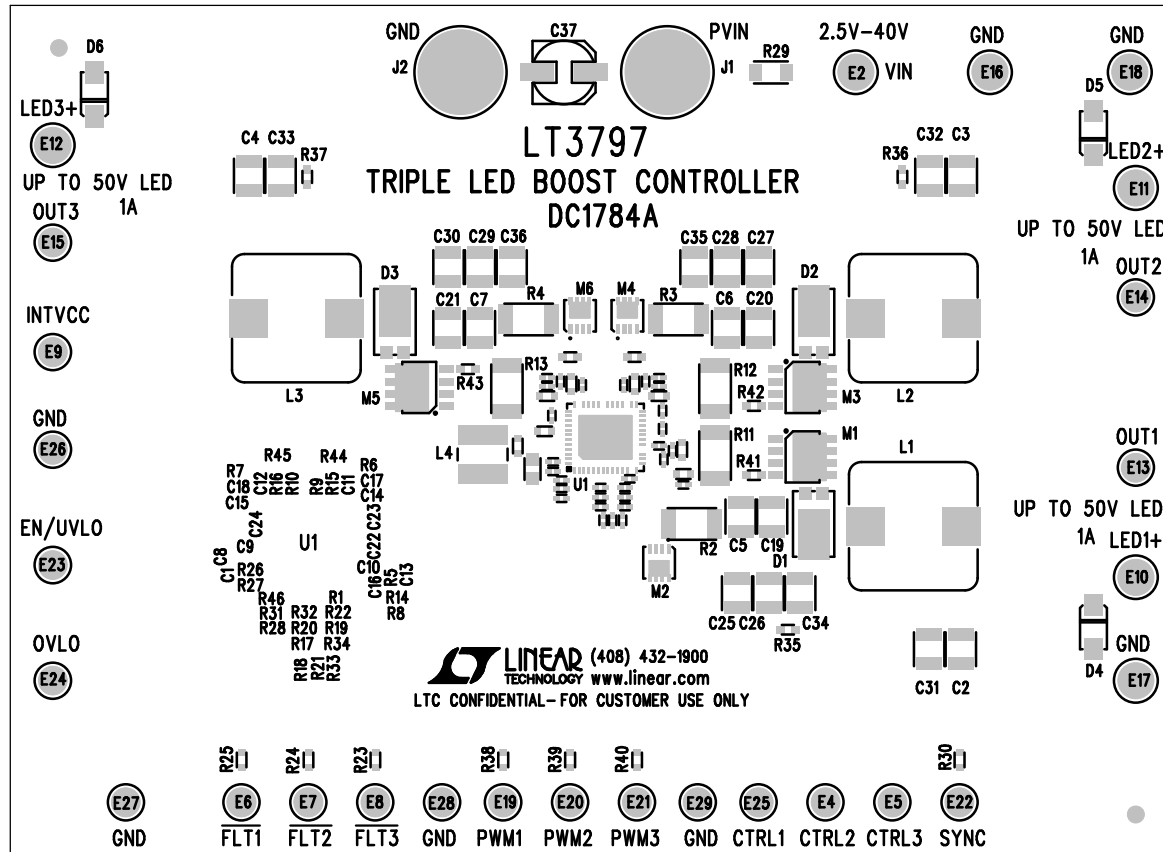 GND
C37
PVIN
2.5V-40V
GND
GND
D6
J2
J1
R29
E2
VIN
E16
E18
LED3+
D5
E12
LT3797
C4
C33
R37
R36
C32
C3
LED2+
UP TO 50V LED
1A
TRIPLE LED BOOST CONTROLLER
E11
OUT3
DC1784A
UP TO 50V LED
1A
E15
C30
C29
C36
C35
C28
C27
OUT2
D3
D2
E14
INTVCC
C21
C7
R4
M6
M4
R3
C6
C20
E9
R13
R12
L3
M5
R43
R42
M3
L2
GND
E26
L4
R11
M1
L1
OUT1
R41
E13
U1
R45
R44
R7
C18
C15
C12
R16
R10
R9
R15
C11
R6
C17
C14
C24
C23
UP TO 50V LED
1A
EN/UVLO
U1
R2
C5
C19
LED1+
E23
C9
C22
C8
C1
R26
R27
C10
C16
R5
C13
R14
R8
M2
D1
E10
R46
R31
R28
R1
R32
R22
R20
R19
R17
R34
C25
C26
C34
R35
OVLO
R18
R21
R33
LINEAR
TECHNOLOGY
(408) 432-1900
www.linear.com
GND
E24
C31
C2
D4
E17
LTC CONFIDENTIAL-FOR CUSTOMER USE ONLY
R25
R24
R23
R38
R39
R40
R30
E27
E6
E7
E8
E28
E19
E20
E21
E29
E25
E4
E5
E22
GND
FLT1
FLT2
FLT3
GND
PWM1
PWM2
PWM3
GND
CTRL1
CTRL2
CTRL3
SYNC